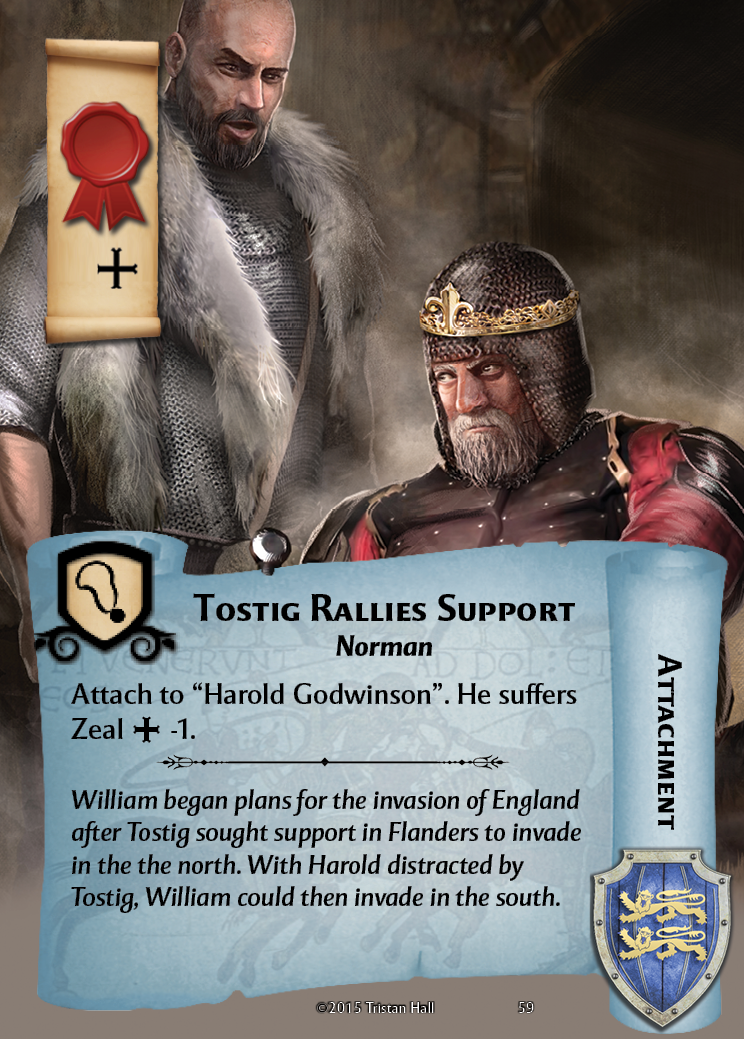 Tostig Rallies Support
Norman
Attach to “Harold Godwinson”. He suffers
Zeal -1.
William began plans for the invasion of England
after Tostig sought support in Flanders to invade
in the the north. With Harold distracted by
Tostig, William could then invade in the south.
Attachment
©2015 Tristan Hall
59